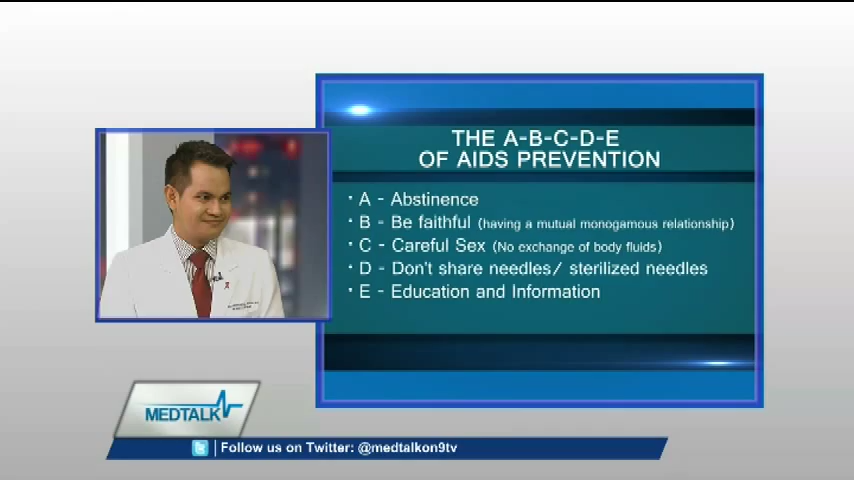 THE A-B-C-D-E
OF AIDS PREVENTION
· A - Abstinence
· B - Be faithful (having a mutual monogamous relationship)
· C - Careful Sex (No exchange of body fluids)
· D - Don't share needles/ sterilized needles
· E - Education and Information
MEDTALK
Follow us on Twitter: @medtalkon9tv